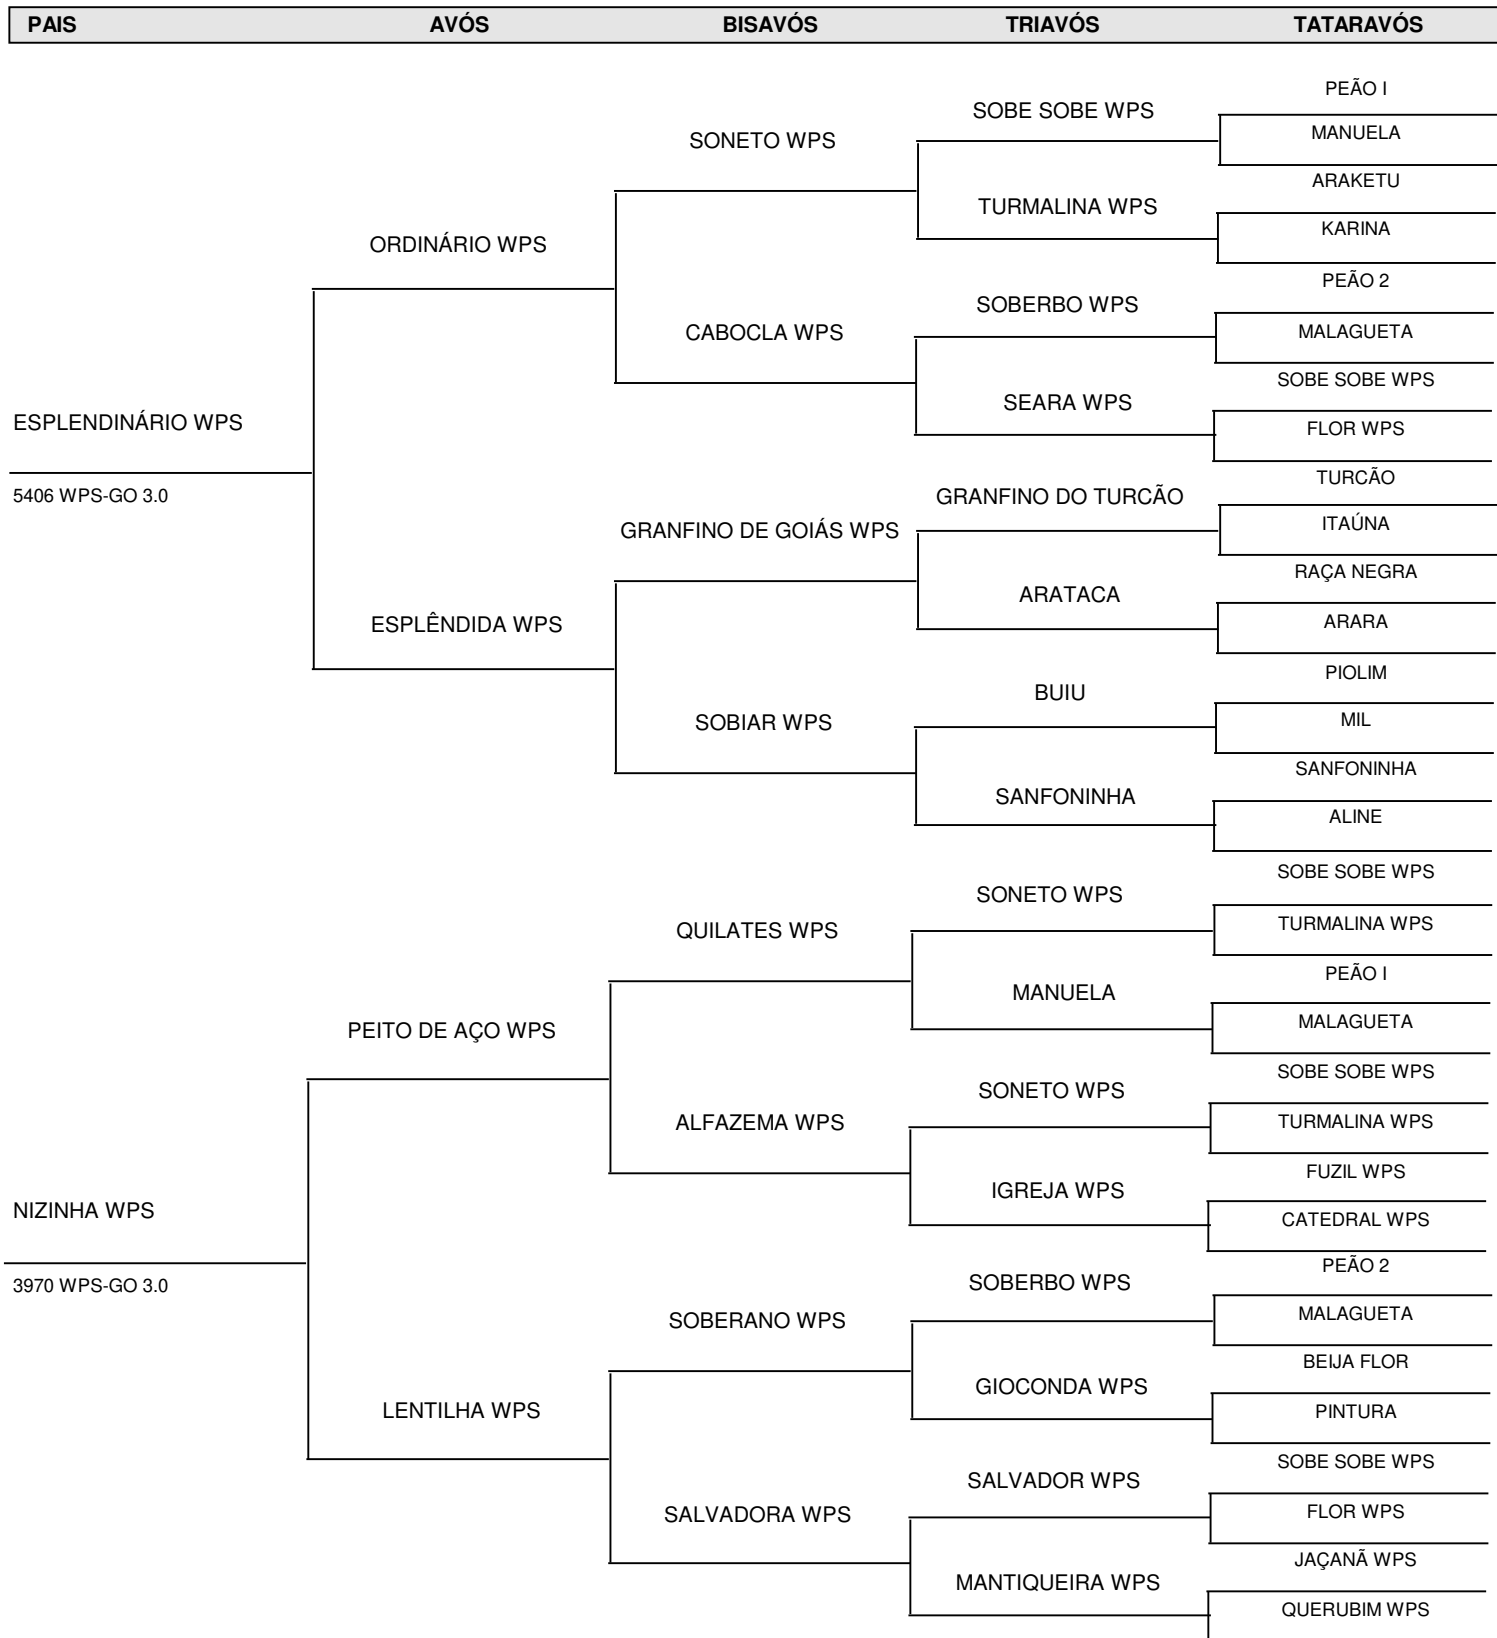 PAIS AVÓS BISAVÓS TRIAVÓS TATARAVÓS
PEÃO I
SOBE SOBE WPS
MANUELA
SONETO WPS
ARAKETU
TURMALINA WPS
KARINA
ORDINÁRIO WPS
PEÃO 2
SOBERBO WPS
MALAGUETA
CABOCLA WPS
SOBE SOBE WPS
SEARA WPS
FLOR WPS
ESPLENDINÁRIO WPS
5406 WPS-GO 3.0
TURCÃO
GRANFINO DO TURCÃO
ITAÚNA
GRANFINO DE GOIÁS WPS
RAÇA NEGRA
ARATACA
ARARA
ESPLÊNDIDA WPS
PIOLIM
BUIU
MIL
SOBIAR WPS
SANFONINHA
SANFONINHA
ALINE
SOBE SOBE WPS
SONETO WPS
TURMALINA WPS
QUILATES WPS
PEÃO I
MANUELA
MALAGUETA
PEITO DE AÇO WPS
SOBE SOBE WPS
SONETO WPS
TURMALINA WPS
ALFAZEMA WPS
FUZIL WPS
IGREJA WPS
CATEDRAL WPS
NIZINHA WPS
3970 WPS-GO 3.0
PEÃO 2
SOBERBO WPS
MALAGUETA
SOBERANO WPS
BEIJA FLOR
GIOCONDA WPS
PINTURA
LENTILHA WPS
SOBE SOBE WPS
SALVADOR WPS
FLOR WPS
SALVADORA WPS
JAÇANÃ WPS
MANTIQUEIRA WPS
QUERUBIM WPS